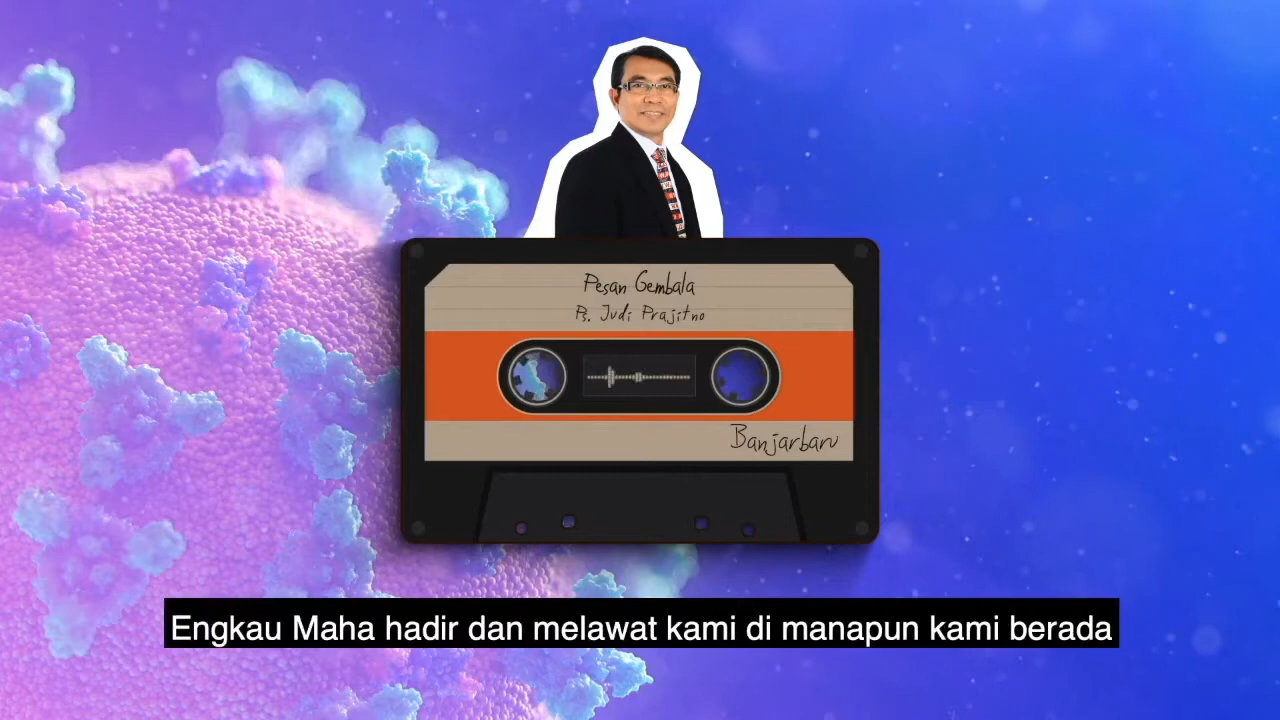 Pesan Gembala
Ps. Judi Prajitno
Banjarbaru
Engkau Maha hadir dan melawat kami di manapun kami berada